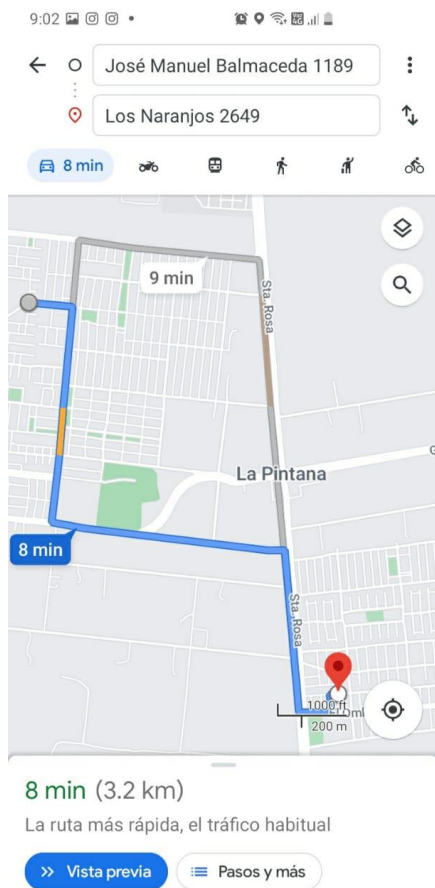 9:02
José Manuel Balmaceda 1189
Los Naranjos 2649
8 min
9 min
Sta. Rosa
La Pintana
8 min
Sta. Rosa
1000 ft
200 m
8 min (3.2 km)
La ruta más rápida, el tráfico habitual
Vista previa
Pasos y más